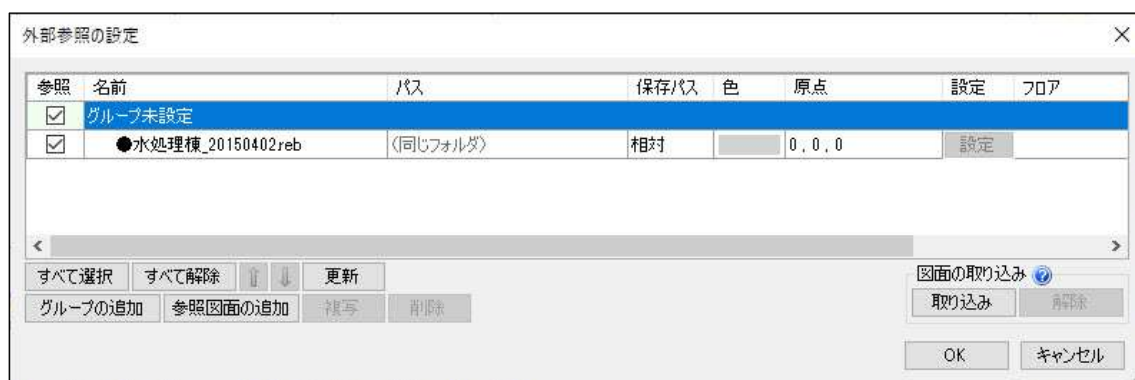 外部参照の設定
参照 名前 パス 保存パス 色 原点 設定 フロア
グループ未設定
●水処理棟_20150402.reb （同じフォルダ） 相対 0 , 0 , 0 設定
すべて選択 すべて解除 ⇧ ⇩ 更新 図面の取り込み
グループの追加 参照図面の追加 複写 削除 取り込み 解除
OK キャンセル